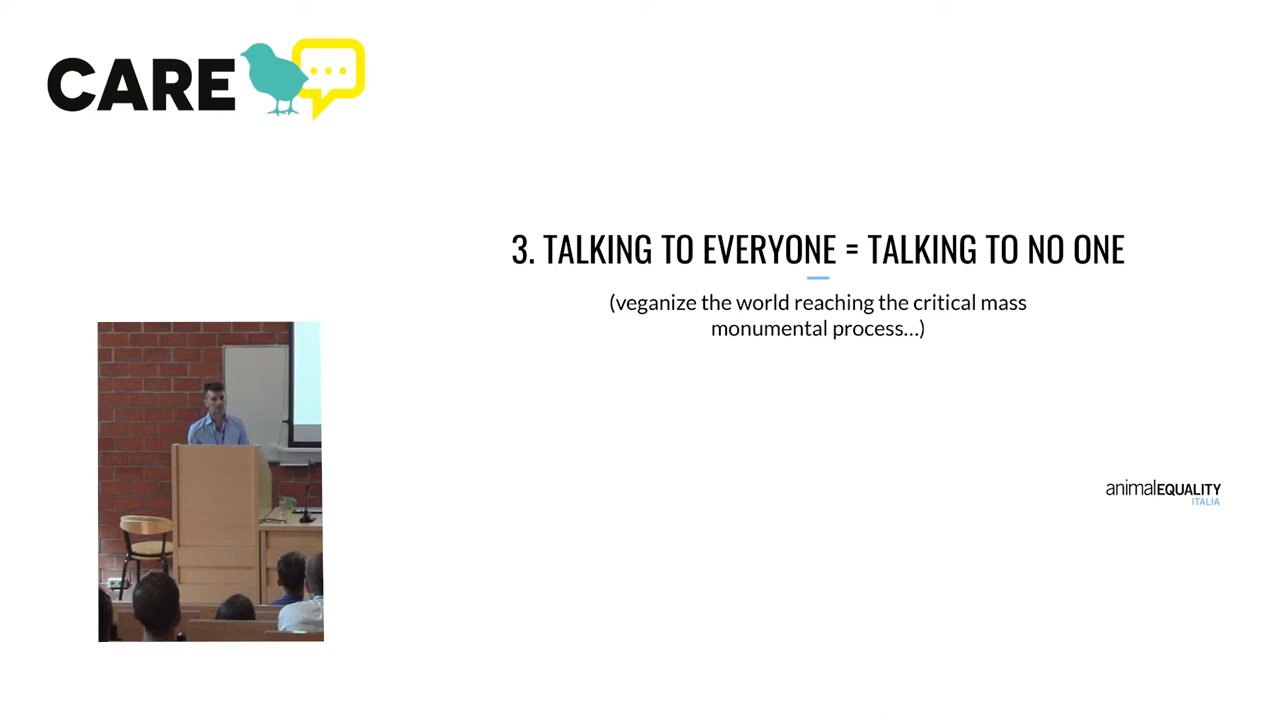 CARE
3. TALKING TO EVERYONE = TALKING TO NO ONE
(veganize the world reaching the critical mass
monumental process...)
animalEQUALITY
ITALIA